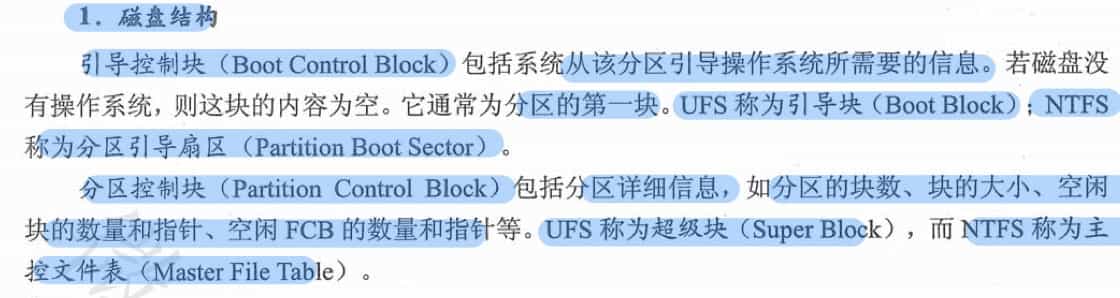 1．磁盘结构
引导控制块（Boot Control Block）包括系统从该分区引导操作系统所需要的信息。若磁盘没
有操作系统，则这块的内容为空。它通常为分区的第一块。UFS 称为引导块（Boot Block）；NTFS
称为分区引导扇区（Partition Boot Sector）。
分区控制块（Partition Control Block）包括分区详细信息，如分区的块数、块的大小、空闲
块的数量和指针、空闲 FCB 的数量和指针等。UFS 称为超级块（Super Block），而 NTFS 称为主
控文件表（Master File Table）。